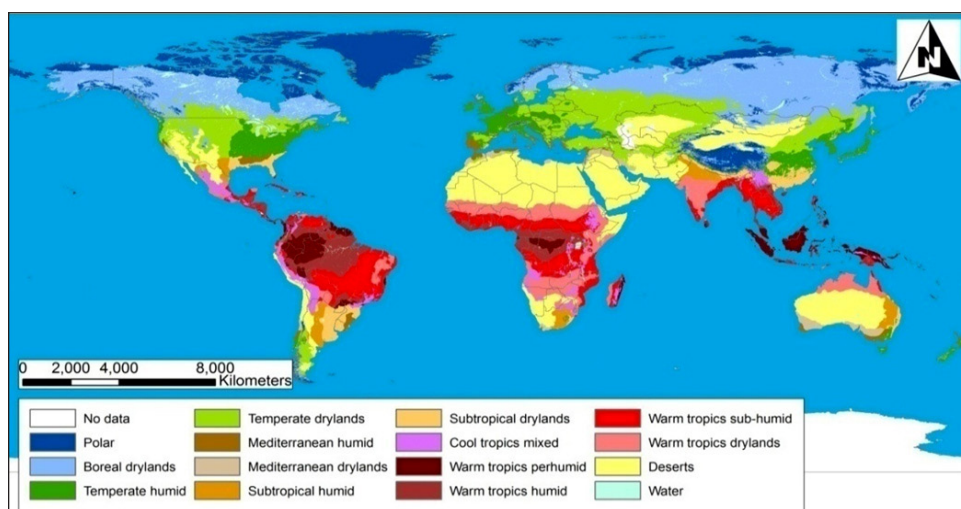 N
0 2,000 4,000 8,000
Kilometers
No data
Polar
Boreal drylands
Temperate humid
Temperate drylands
Mediterranean humid
Mediterranean drylands
Subtropical humid
Subtropical drylands
Cool tropics mixed
Warm tropics perhumid
Warm tropics humid
Warm tropics sub-humid
Warm tropics drylands
Deserts
Water